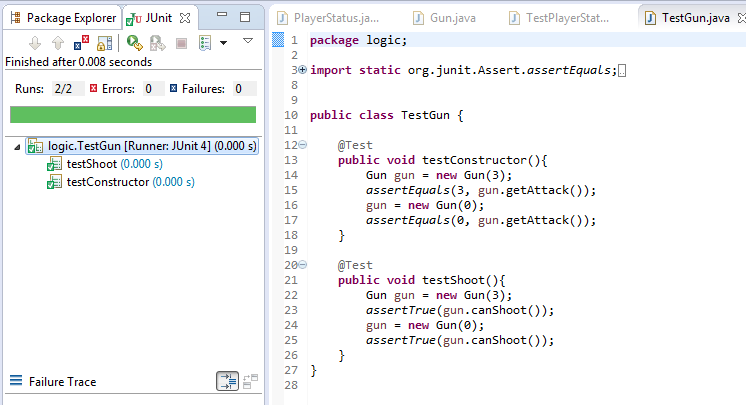 Package Explorer JUnit
Finished after 0.008 seconds
Runs: 2/2 Errors: 0 Failures: 0
logic.TestGun [Runner: JUnit 4] (0.000 s)
testShoot (0.000 s)
testConstructor (0.000 s)
Failure Trace
PlayerStatus.ja... Gun.java TestPlayerStat... TestGun.java
1 package logic;
2
3 import static org.junit.Assert.assertEquals;
8
9
10 public class TestGun {
11
12 @Test
13 public void testConstructor(){
14 Gun gun = new Gun(3);
15 assertEquals(3, gun.getAttack());
16 gun = new Gun(0);
17 assertEquals(0, gun.getAttack());
18 }
19
20 @Test
21 public void testShoot(){
22 Gun gun = new Gun(3);
23 assertTrue(gun.canShoot());
24 gun = new Gun(0);
25 assertTrue(gun.canShoot());
26 }
27 }
28